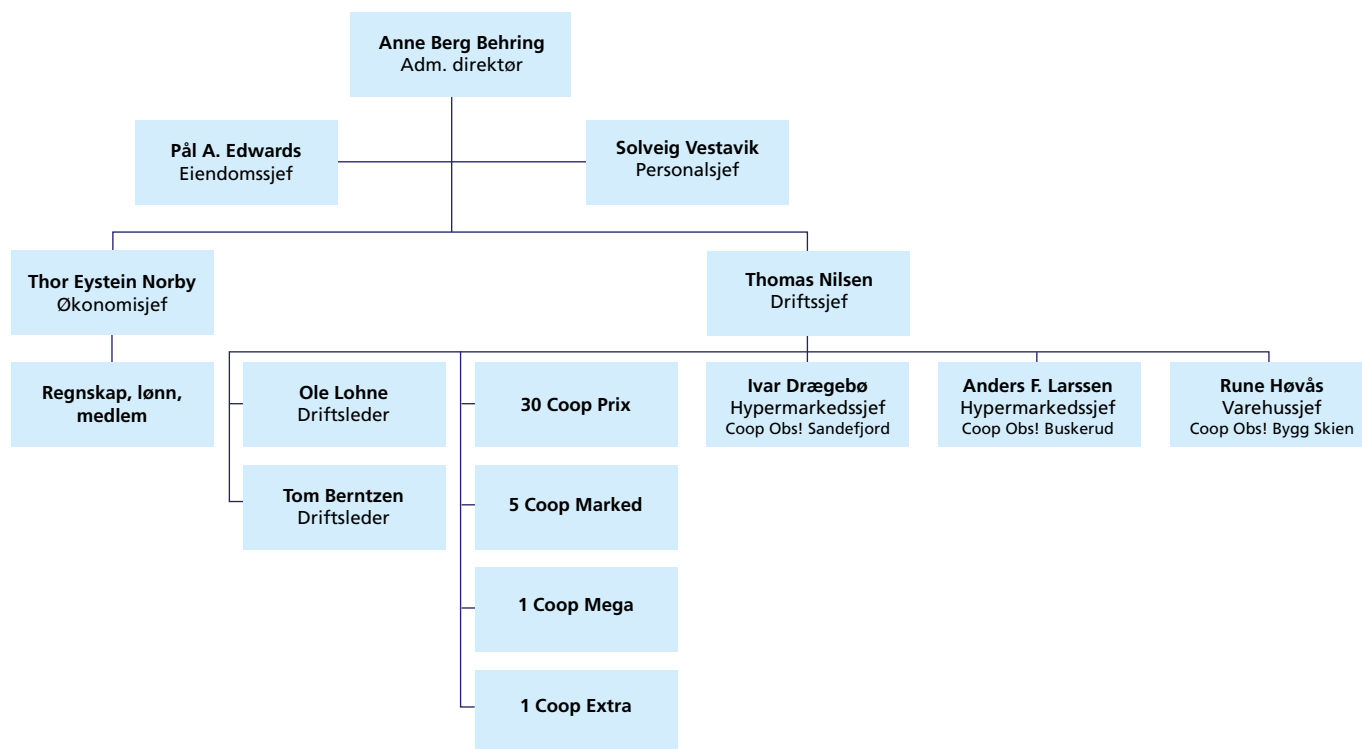 Anne Berg Behring
Adm. direktør
Pål A. Edwards
Eiendomssjef
Solveig Vestavik
Personalsjef
Thor Eystein Norby
Økonomisjef
Thomas Nilsen
Driftssjef
Regnskap, lønn,
medlem
Ole Lohne
Driftsleder
30 Coop Prix
Ivar Drægebø
Hypermarkedssjef
Coop Obs! Sandefjord
Anders F. Larssen
Hypermarkedssjef
Coop Obs! Buskerud
Rune Høvås
Varehussjef
Coop Obs! Bygg Skien
Tom Berntzen
Driftsleder
5 Coop Marked
1 Coop Mega
1 Coop Extra